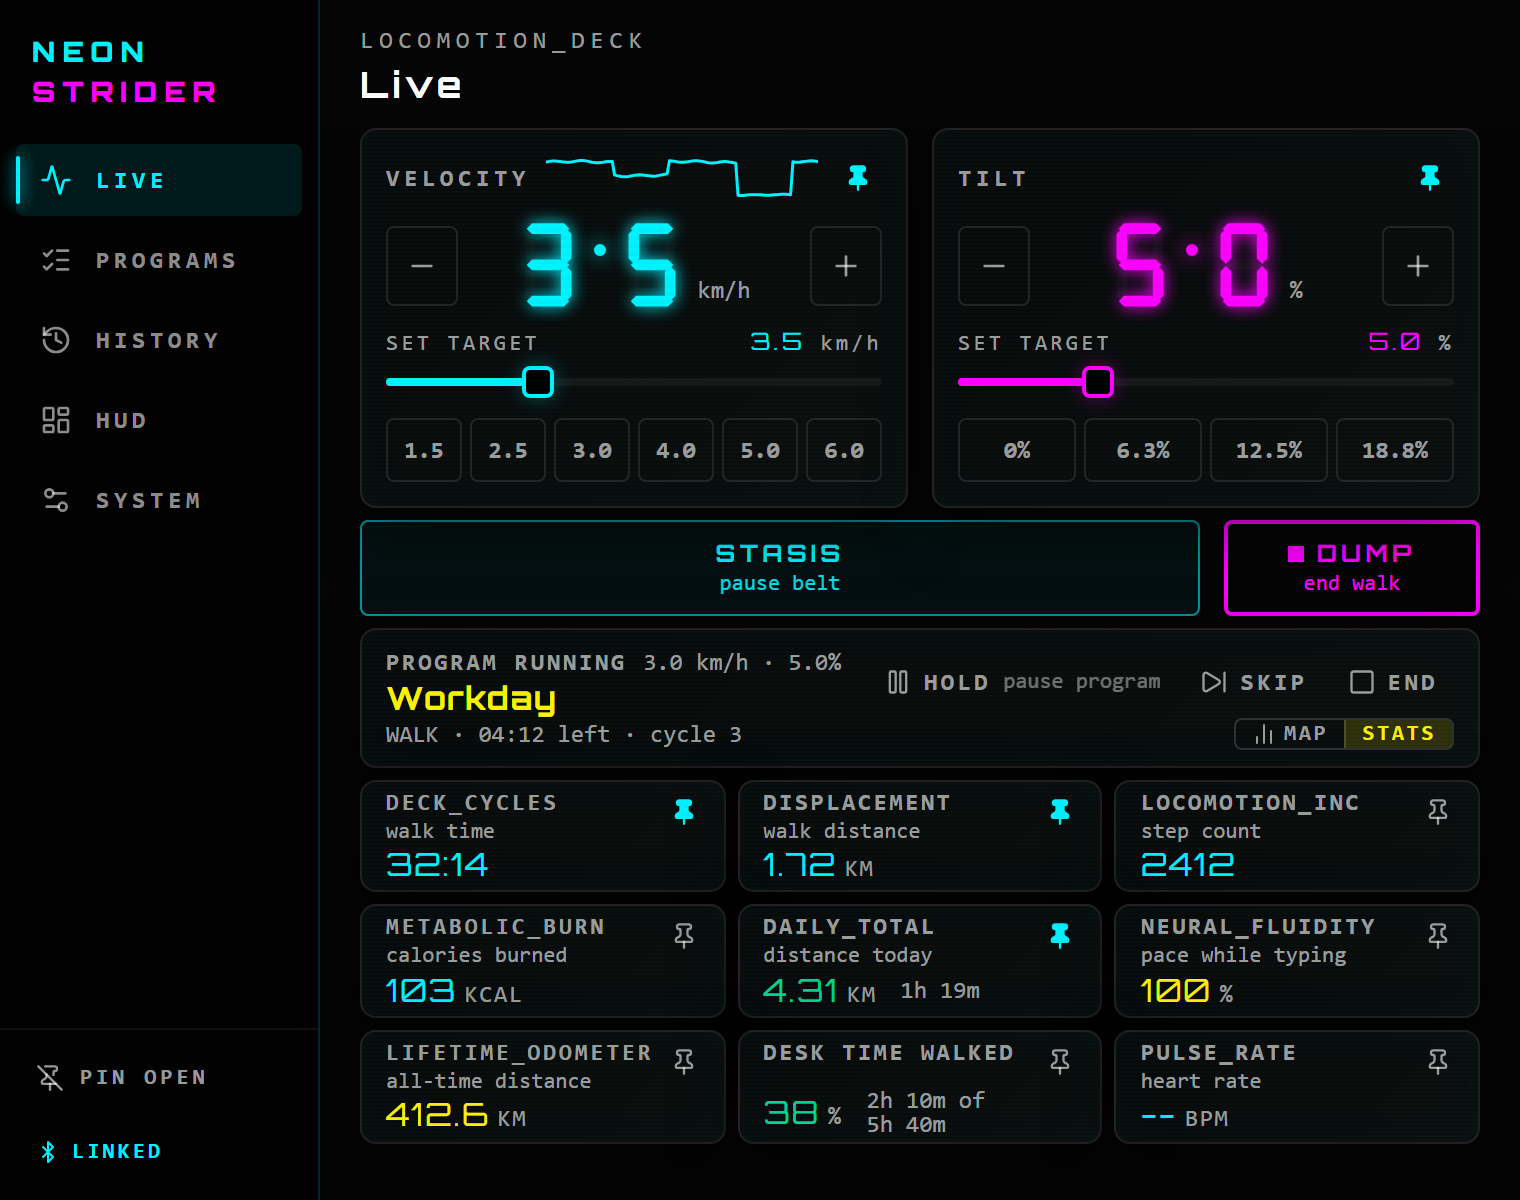 NEON
STRIDER
LIVE
PROGRAMS
HISTORY
HUD
SYSTEM
PIN OPEN
LINKED
LOCOMOTION_DECK
Live
VELOCITY
3.5 km/h
SET TARGET 3.5 km/h
1.5 2.5 3.0 4.0 5.0 6.0
TILT
5.0 %
SET TARGET 5.0 %
0% 6.3% 12.5% 18.8%
STASIS
pause belt
DUMP
end walk
PROGRAM RUNNING 3.0 km/h · 5.0%
Workday
WALK · 04:12 left · cycle 3
HOLD pause program SKIP END
MAP STATS
DECK_CYCLES
walk time
32:14
DISPLACEMENT
walk distance
1.72 KM
LOCOMOTION_INC
step count
2412
METABOLIC_BURN
calories burned
103 KCAL
DAILY_TOTAL
distance today
4.31 KM 1h 19m
NEURAL_FLUIDITY
pace while typing
100 %
LIFETIME_ODOMETER
all-time distance
412.6 KM
DESK TIME WALKED
38 % 2h 10m of
5h 40m
PULSE_RATE
heart rate
-- BPM